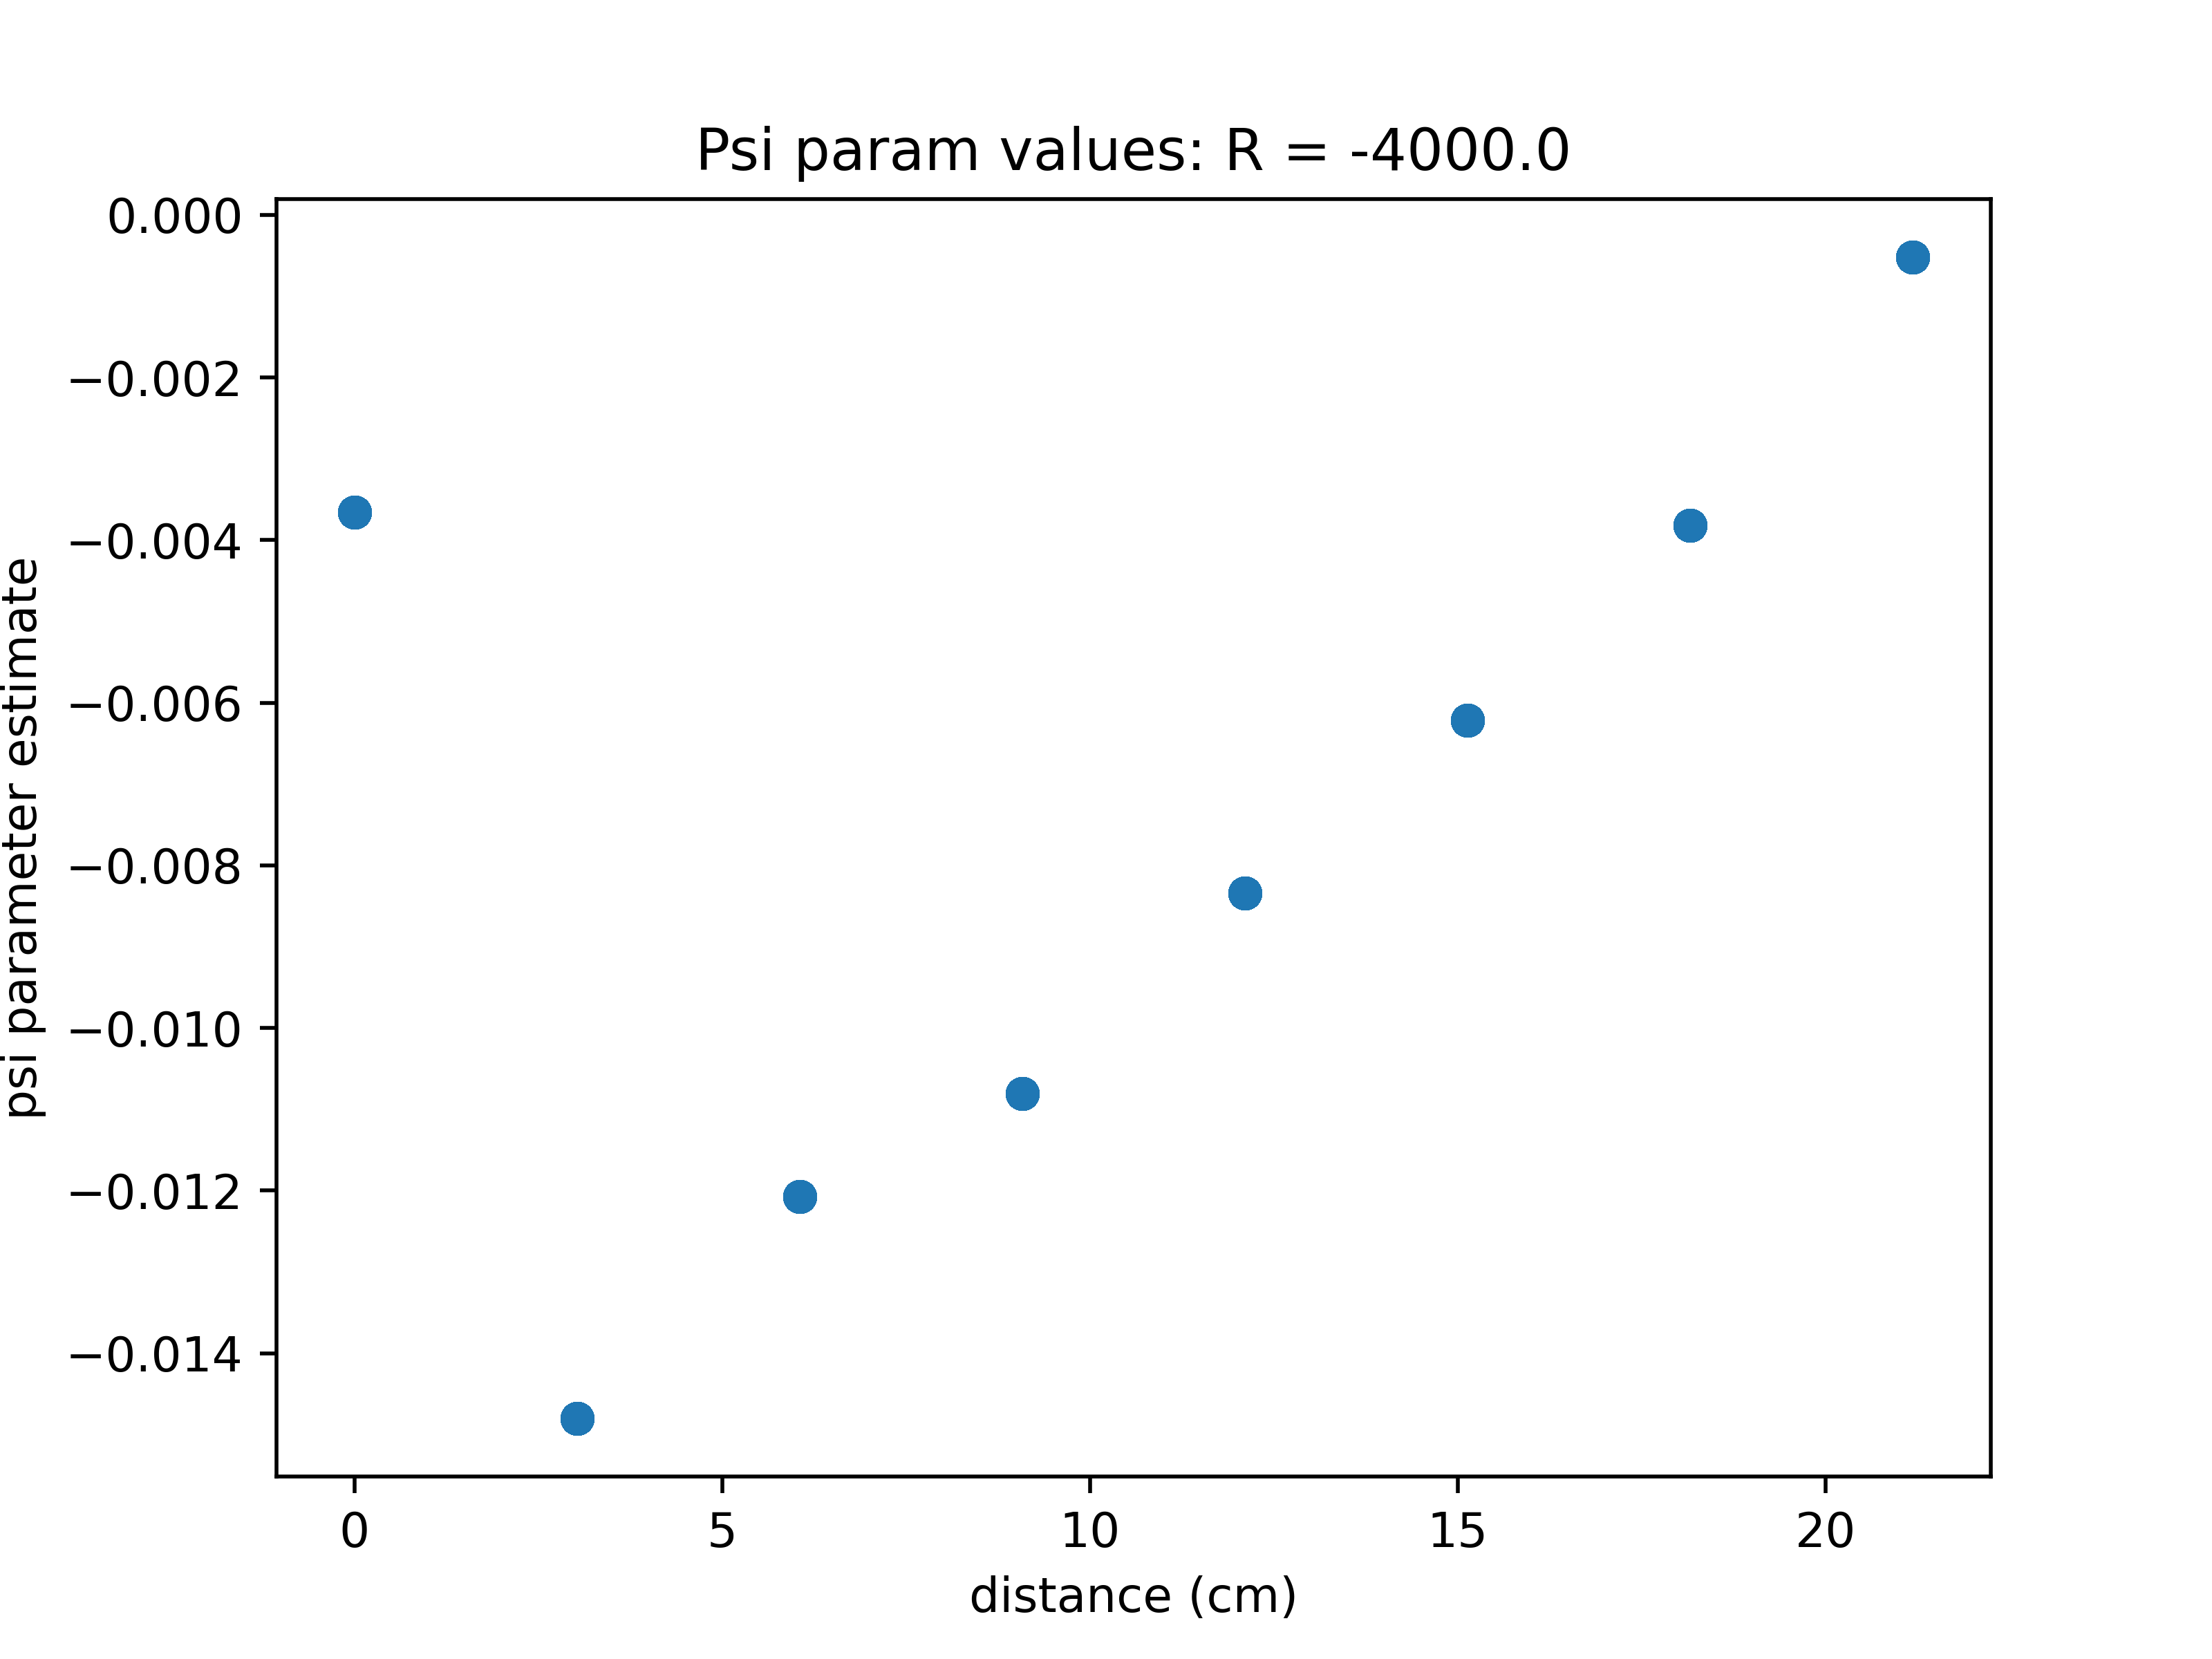 Psi param values: R = -4000.0
0.000
−0.002
−0.004
−0.006
−0.008
−0.010
−0.012
−0.014
psi parameter estimate
0 5 10 15 20
distance (cm)